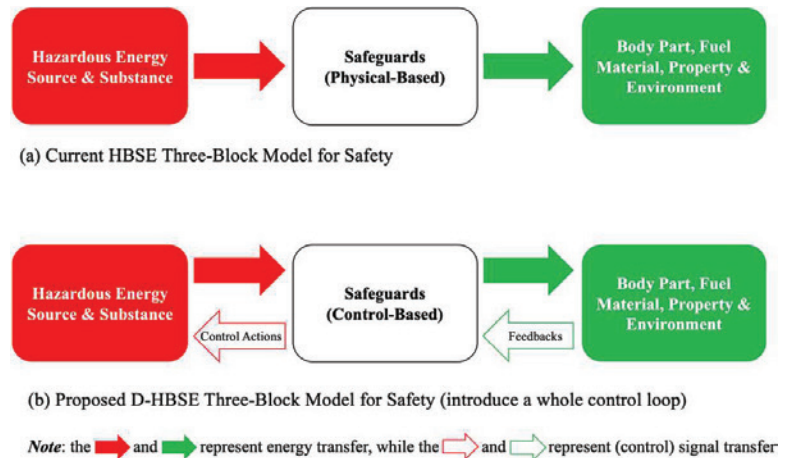 Hazardous Energy
Source & Substance
Safeguards
(Physical-Based)
Body Part, Fuel
Material, Property &
Environment
(a) Current HBSE Three-Block Model for Safety
Hazardous Energy
Source & Substance
Control Actions
Safeguards
(Control-Based)
Feedbacks
Body Part, Fuel
Material, Property &
Environment
(b) Proposed D-HBSE Three-Block Model for Safety (introduce a whole control loop)
Note: the and represent energy transfer, while the and represent (control) signal transfer